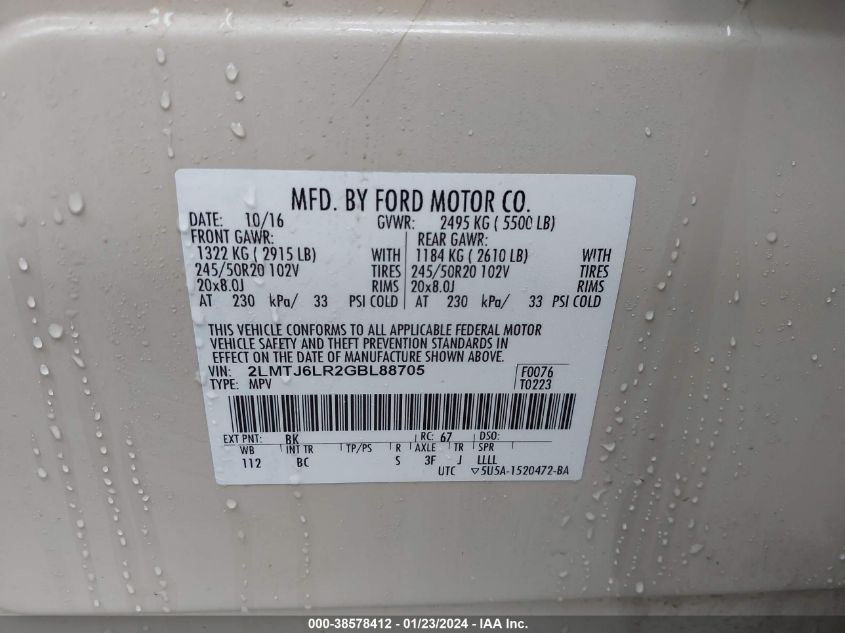 MFD. BY FORD MOTOR CO.
DATE: 10/16 GVWR: 2495 KG ( 5500 LB)
FRONT GAWR: REAR GAWR:
1322 KG ( 2915 LB) WITH 1184 KG ( 2610 LB) WITH
245/50R20 102V TIRES 245/50R20 102V TIRES
20x8.0J RIMS 20x8.0J RIMS
AT 230 kPa/ 33 PSI COLD AT 230 kPa/ 33 PSI COLD
THIS VEHICLE CONFORMS TO ALL APPLICABLE FEDERAL MOTOR
VEHICLE SAFETY AND THEFT PREVENTION STANDARDS IN
EFFECT ON THE DATE OF MANUFACTURE SHOWN ABOVE.
VIN: 2LMTJ6LR2GBL88705 F0076
TYPE: MPV T0223
EXT PNT: BK RC: 67 DSO:
WB INT TR TP/PS R AXLE TR SPR
112 BC S 3F J LLLL
UTC ▽5U5A-1520472-BA
000-38578412 - 01/23/2024 - USA - IAA Inc.